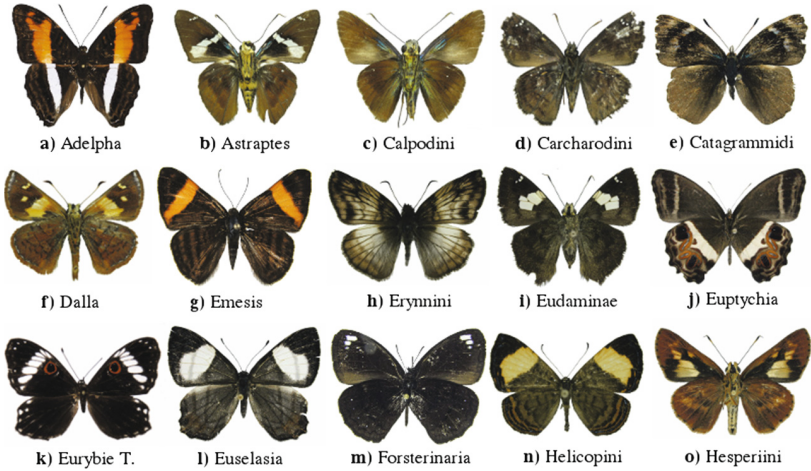 a) Adelpha
b) Astraptes
c) Calpodini
d) Carcharodini
e) Catagrammidi
f) Dalla
g) Emesis
h) Erynnini
i) Eudaminae
j) Euptychia
k) Eurybie T.
l) Euselasia
m) Forsterinaria
n) Helicopini
o) Hesperiini